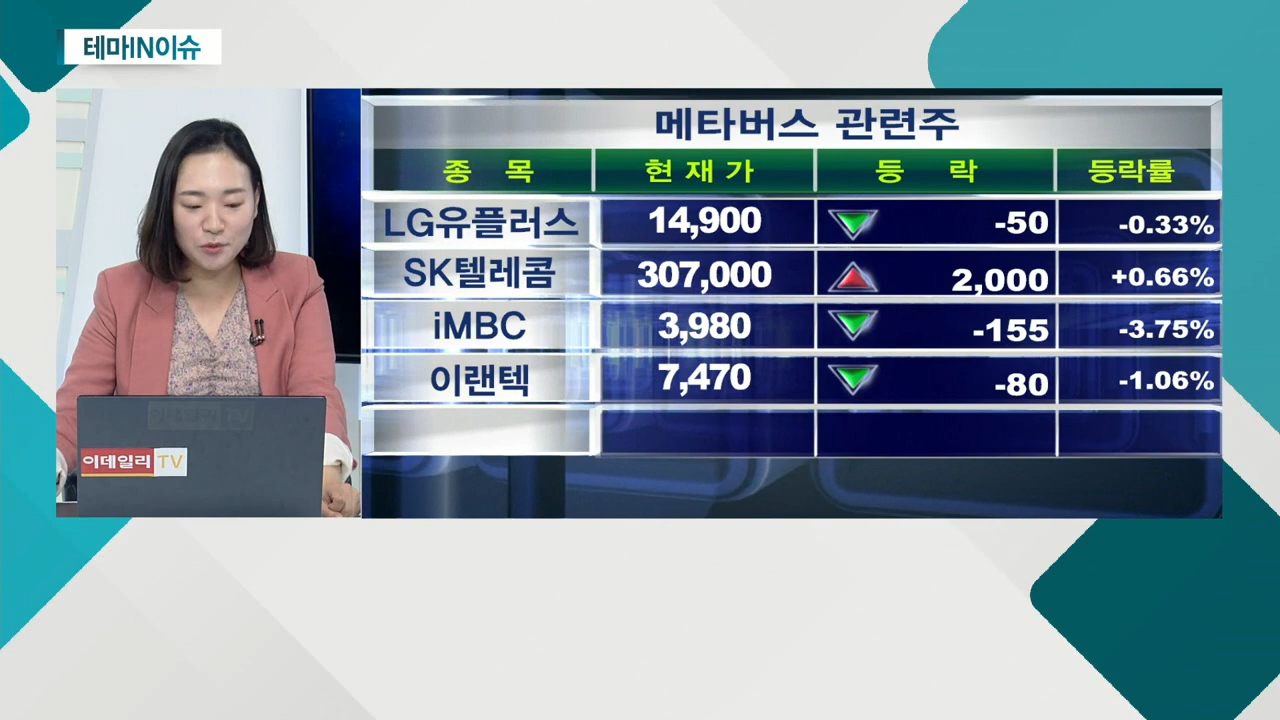 테마IN이슈
메타버스 관련주
종 목 현 재 가 등 락 등락률
LG유플러스 14,900 -50 -0.33%
SK텔레콤 307,000 2,000 +0.66%
iMBC 3,980 -155 -3.75%
이랜텍 7,470 -80 -1.06%
이데일리 TV